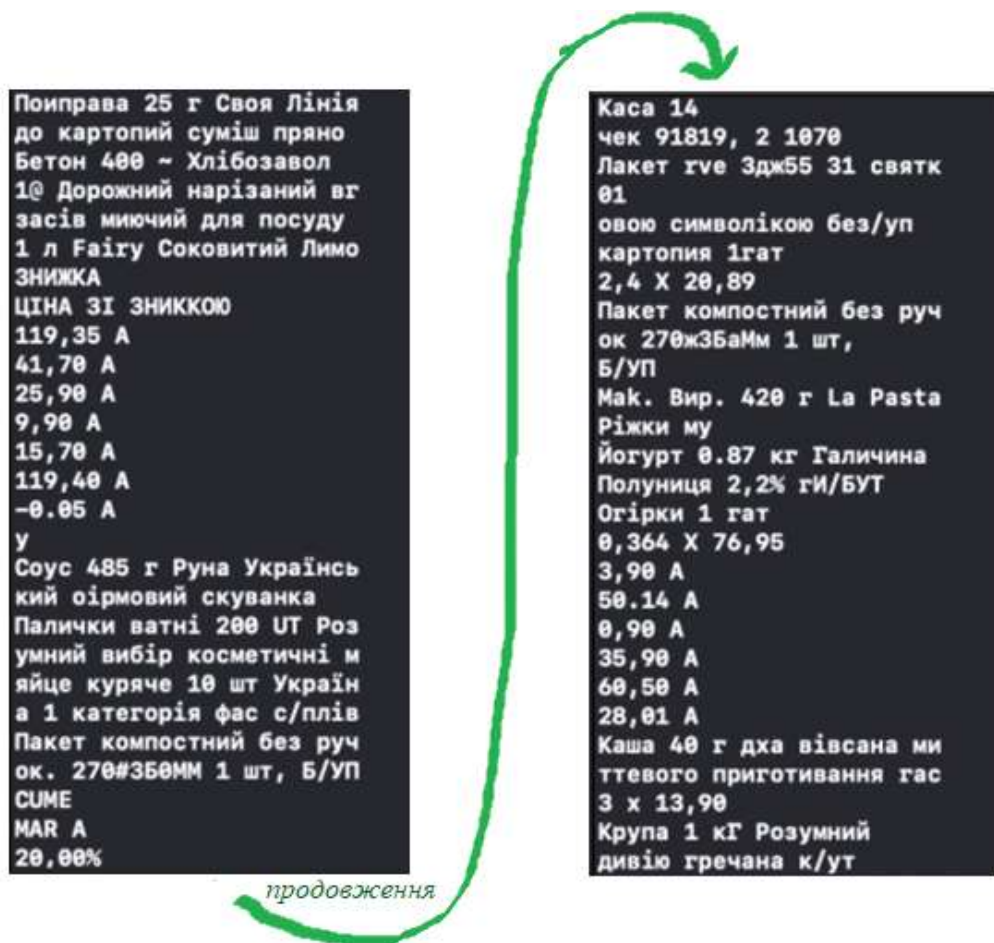 Поиправа 25 г Своя Лінія
до картопий суміш пряно
Бетон 400 ~ Хлібозавол
1@ Дорожний нарізаний вг
засів миючий для посуду
1 л Fairy Соковитий Лимо
ЗНИЖКА
ЦІНА ЗІ ЗНИККОЮ
119,35 А
41,70 А
25,90 А
9,90 А
15,70 А
119,40 А
-0.05 А
У
Соус 485 г Руна Українсь
кий оірмовий скуванка
Палички ватні 200 UT Роз
умний вибір косметичні м
яйце куряче 10 шт Україн
а 1 категорія фас с/плів
Пакет компостний без руч
ок. 270#3Б0ММ 1 шт, Б/УП
CUME
MAR A
20,00%
продовження
Каса 14
чек 91819, 2 1070
Лакет rve Здж55 31 святк
01
овою символікою без/уп
картопия 1гат
2,4 X 20,89
Пакет компостний без руч
ок 270ж3БаМм 1 шт,
Б/УП
Mak. Вир. 420 г La Pasta
Ріжки му
Йогурт 0.87 кг Галичина
Полуниця 2,2% гИ/БУТ
Огірки 1 гат
0,364 X 76,95
3,90 А
50.14 А
0,90 А
35,90 А
60,50 А
28,01 А
Каша 40 г дха вівсана ми
ттевого приготивання гас
3 x 13,90
Крупа 1 кГ Розумний
дивію гречана к/ут